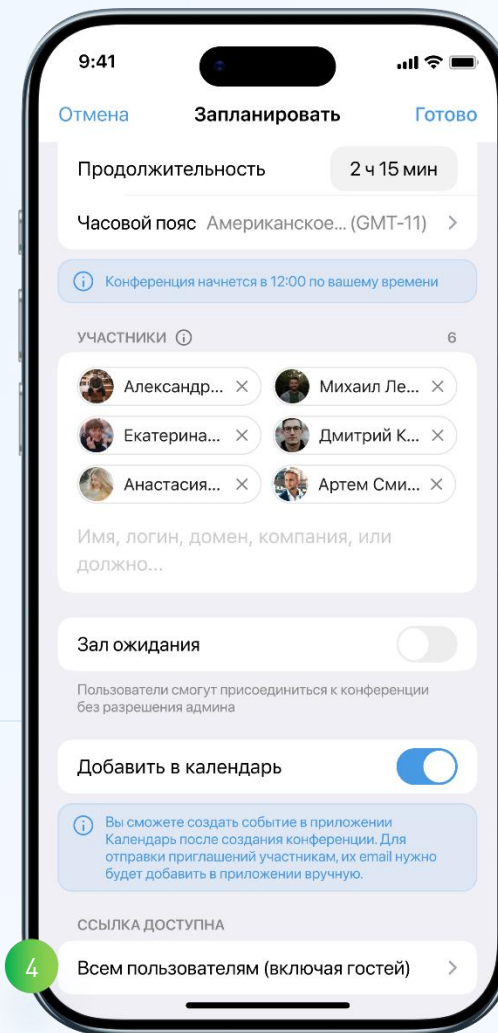 9:41
Отмена Запланировать Готово
Продолжительность 2 ч 15 мин
Часовой пояс Американское... (GMT-11)
Конференция начнется в 12:00 по вашему времени
УЧАСТНИКИ 6
Александр... Михаил Ле...
Екатерина... Дмитрий К...
Анастасия... Артем Сми...
Имя, логин, домен, компания, или
должно...
Зал ожидания
Пользователи смогут присоединиться к конференции
без разрешения админа
Добавить в календарь
Вы сможете создать событие в приложении
Календарь после создания конференции. Для
отправки приглашений участникам, их email нужно
будет добавить в приложении вручную.
ССЫЛКА ДОСТУПНА
4 Всем пользователям (включая гостей)